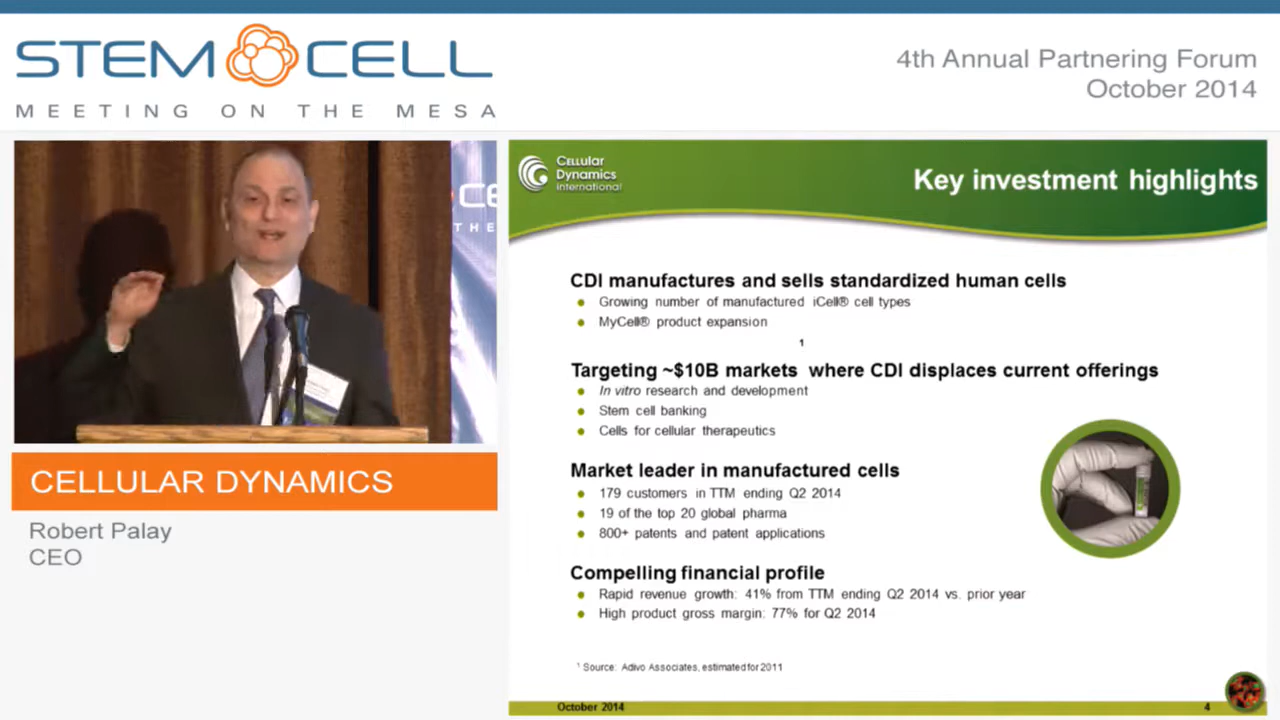 STEM CELL
MEETING ON THE MESA
4th Annual Partnering Forum
October 2014
CE
THE
CELLULAR DYNAMICS
Robert Palay
CEO
Cellular
Dynamics
International
Key investment highlights
CDI manufactures and sells standardized human cells
Growing number of manufactured iCell® cell types
MyCell® product expansion
1
Targeting ~$10B markets where CDI displaces current offerings
In vitro research and development
Stem cell banking
Cells for cellular therapeutics
Market leader in manufactured cells
179 customers in TTM ending Q2 2014
19 of the top 20 global pharma
800+ patents and patent applications
Compelling financial profile
Rapid revenue growth: 41% from TTM ending Q2 2014 vs. prior year
High product gross margin: 77% for Q2 2014
1 Source: Adivo Associates, estimated for 2011
October 2014
4